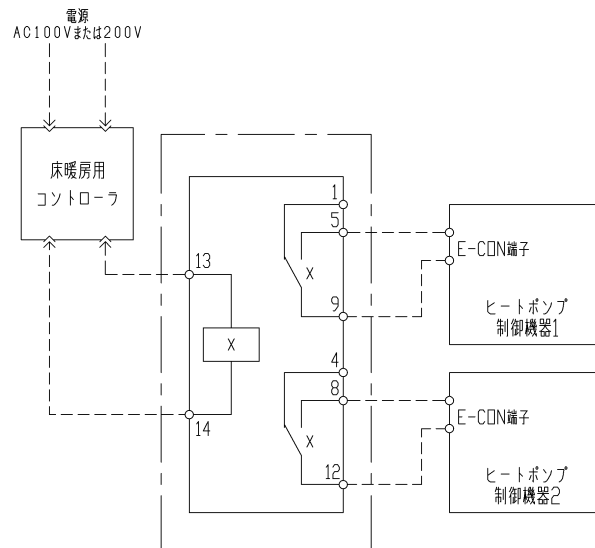 電源
AC100Vまたは200V
床暖房用
コントローラ
13
X
14
1
5
X
9
4
8
X
12
E-CON端子
ヒートポンプ
制御機器1
E-CON端子
ヒートポンプ
制御機器2